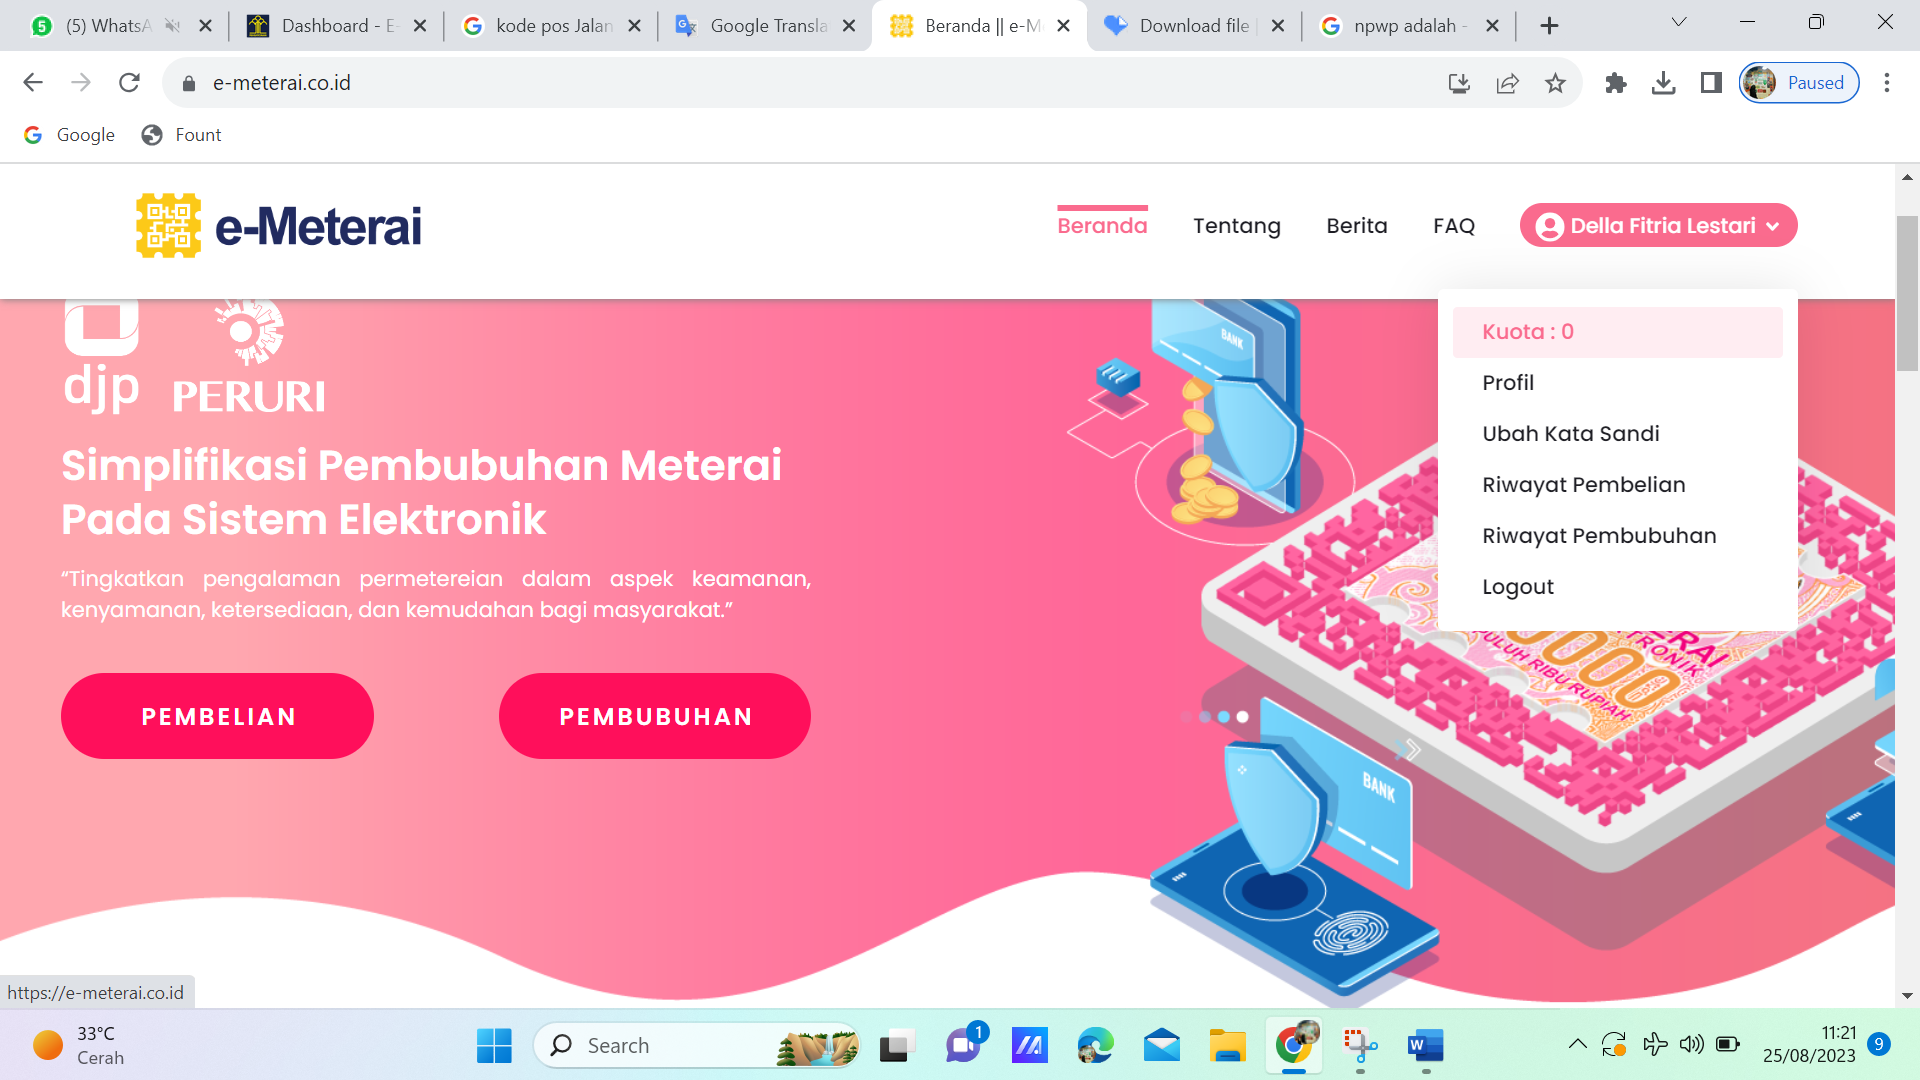 (5) WhatsA
Dashboard - E-
kode pos Jalan
Google Transla
Beranda || e-M
Download file |
npwp adalah -
e-meterai.co.id
Paused
Google
Fount
e-Meterai
Beranda
Tentang
Berita
FAQ
Della Fitria Lestari
Kuota : 0
Profil
Ubah Kata Sandi
Riwayat Pembelian
Riwayat Pembubuhan
Logout
djp
PERURI
Simplifikasi Pembubuhan Meterai
Pada Sistem Elektronik
“Tingkatkan pengalaman permetereian dalam aspek keamanan,
kenyamanan, ketersediaan, dan kemudahan bagi masyarakat.”
PEMBELIAN
PEMBUBUHAN
BANK
BANK
https://e-meterai.co.id
33°C
Cerah
Search
1
11:21
25/08/2023
9